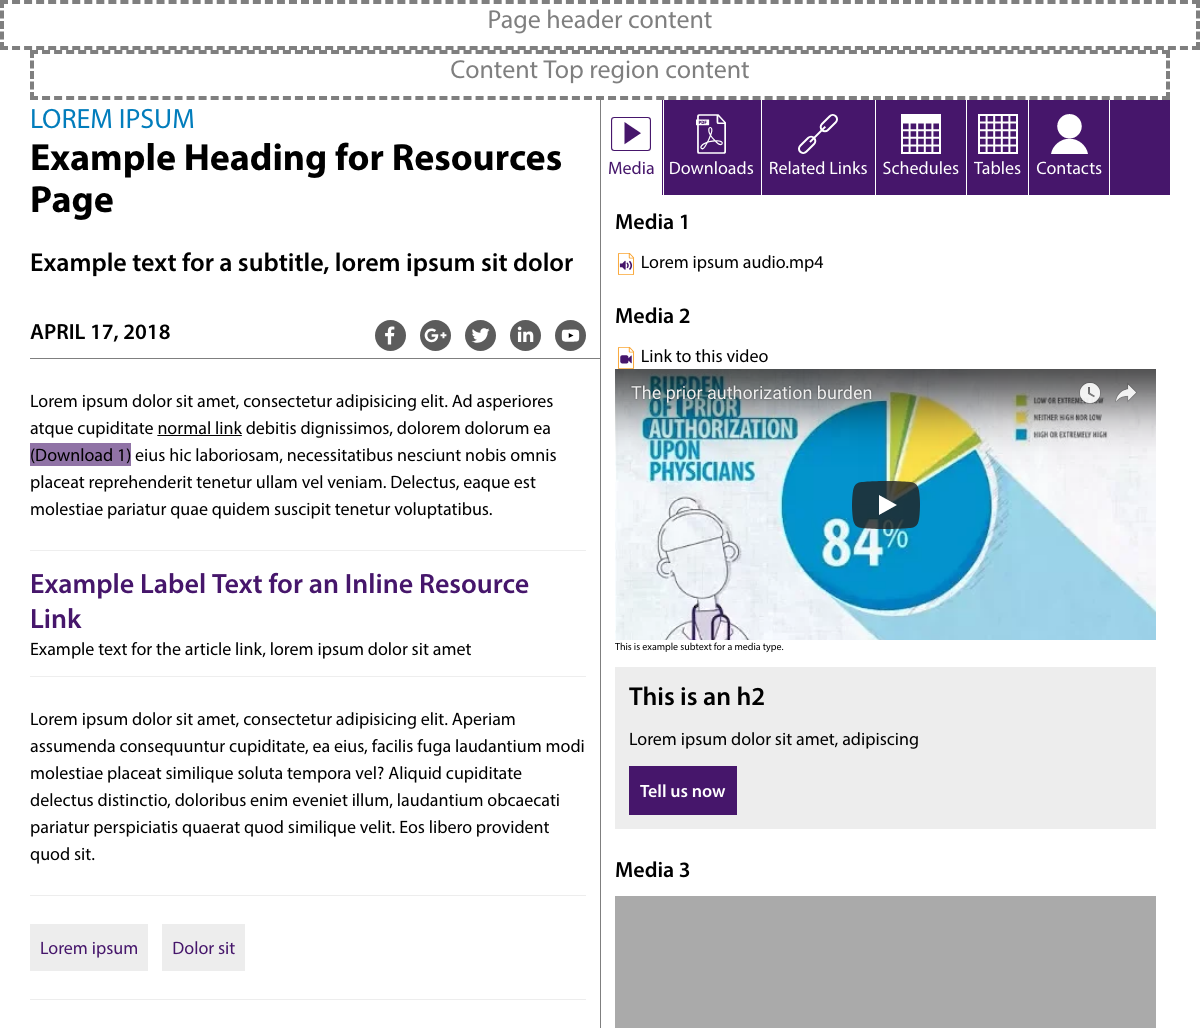 Page header content
Content Top region content
LOREM IPSUM
Example Heading for Resources
Page
Example text for a subtitle, lorem ipsum sit dolor
APRIL 17, 2018
Lorem ipsum dolor sit amet, consectetur adipisicing elit. Ad asperiores
atque cupiditate normal link debitis dignissimos, dolorem dolorum ea
(Download 1) eius hic laboriosam, necessitatibus nesciunt nobis omnis
placeat reprehenderit tenetur ullam vel veniam. Delectus, eaque est
molestiae pariatur quae quidem suscipit tenetur voluptatibus.
Example Label Text for an Inline Resource
Link
Example text for the article link, lorem ipsum dolor sit amet
Lorem ipsum dolor sit amet, consectetur adipisicing elit. Aperiam
assumenda consequuntur cupiditate, ea eius, facilis fuga laudantium modi
molestiae placeat similique soluta tempora vel? Aliquid cupiditate
delectus distinctio, doloribus enim eveniet illum, laudantium obcaecati
pariatur perspiciatis quaerat quod similique velit. Eos libero provident
quod sit.
Lorem ipsum Dolor sit
Media Downloads Related Links Schedules Tables Contacts
Media 1
Lorem ipsum audio.mp4
Media 2
Link to this video
The prior authorization burden
BURDEN
OF PRIOR
AUTHORIZATION
UPON
PHYSICIANS
LOW OR EXTREMELY LOW
NEITHER HIGH NOR LOW
HIGH OR EXTREMELY HIGH
84%
This is example subtext for a media type.
This is an h2
Lorem ipsum dolor sit amet, adipiscing
Tell us now
Media 3